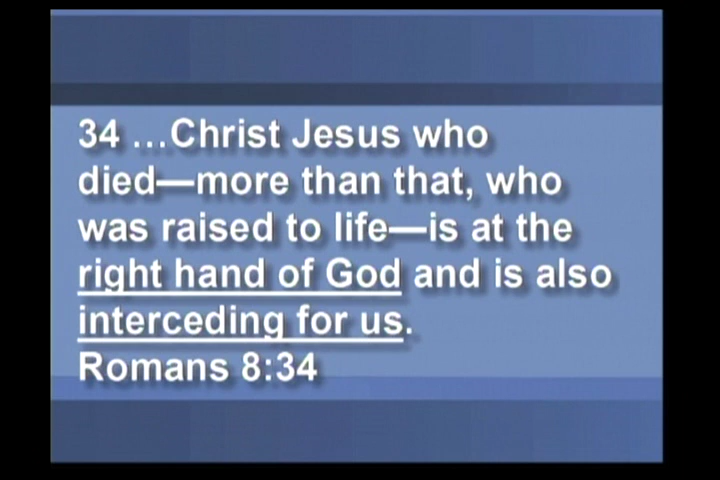 34 ...Christ Jesus who
died—more than that, who
was raised to life—is at the
right hand of God and is also
interceding for us.
Romans 8:34